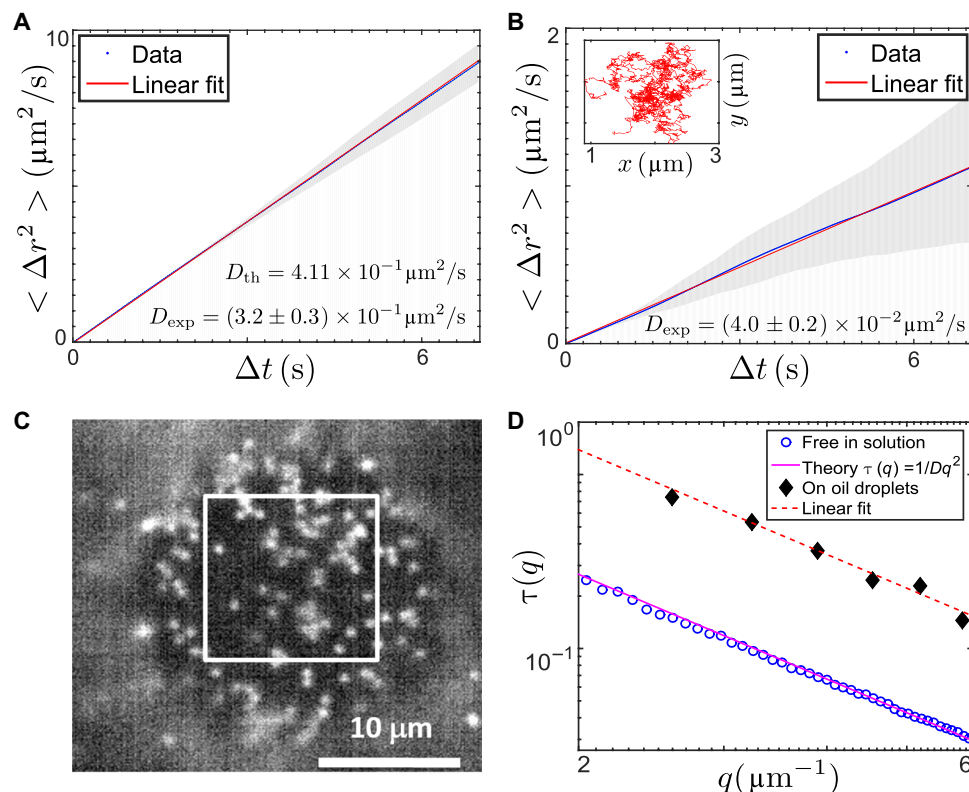 A
10
Data
Linear fit
< Δr² > (μm²/s)
D_th = 4.11 × 10⁻¹ μm²/s
D_exp = (3.2 ± 0.3) × 10⁻¹ μm²/s
0
0
6
Δt (s)
B
2
Data
Linear fit
y (μm)
1
3
x (μm)
< Δr² > (μm²/s)
D_exp = (4.0 ± 0.2) × 10⁻² μm²/s
0
0
6
Δt (s)
C
10 μm
D
10⁰
Free in solution
Theory τ (q) =1/Dq²
On oil droplets
Linear fit
τ(q)
10⁻¹
2
6
q(μm⁻¹)